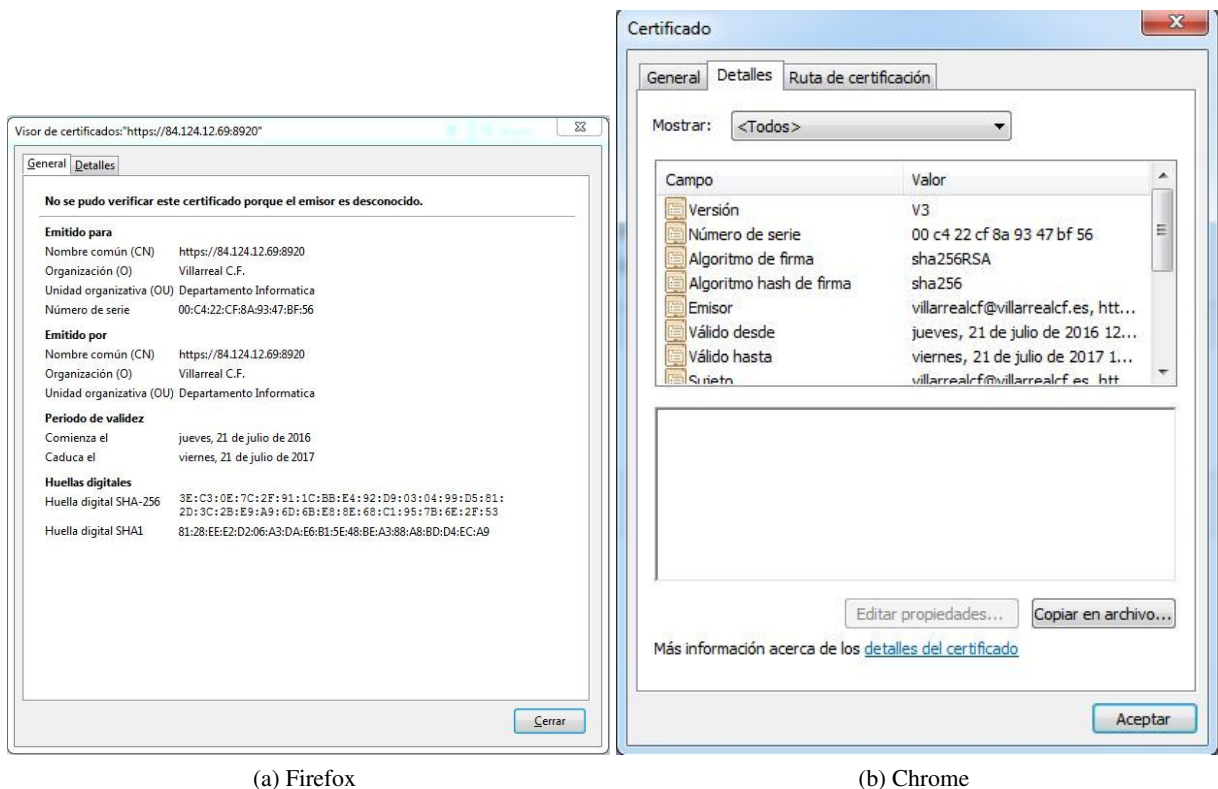 Visor de certificados:"https://84.124.12.69:8920"
General Detalles
No se pudo verificar este certificado porque el emisor es desconocido.
Emitido para
Nombre común (CN) https://84.124.12.69:8920
Organización (O) Villarreal C.F.
Unidad organizativa (OU) Departamento Informatica
Número de serie 00:C4:22:CF:8A:93:47:BF:56
Emitido por
Nombre común (CN) https://84.124.12.69:8920
Organización (O) Villarreal C.F.
Unidad organizativa (OU) Departamento Informatica
Periodo de validez
Comienza el jueves, 21 de julio de 2016
Caduca el viernes, 21 de julio de 2017
Huellas digitales
Huella digital SHA-256 3E:C3:0E:7C:2F:91:1C:BB:E4:92:D9:03:04:99:D5:81:
2D:3C:2B:E9:A9:6D:6B:E8:8E:68:C1:95:7B:6E:2F:53
Huella digital SHA1 81:28:EE:E2:D2:06:A3:DA:E6:B1:5E:48:BE:A3:88:A8:BD:D4:EC:A9
Cerrar
(a) Firefox
Certificado
General Detalles Ruta de certificación
Mostrar: <Todos>
Campo Valor
Versión V3
Número de serie 00 c4 22 cf 8a 93 47 bf 56
Algoritmo de firma sha256RSA
Algoritmo hash de firma sha256
Emisor villarrealcf@villarrealcf.es, htt...
Válido desde jueves, 21 de julio de 2016 12...
Válido hasta viernes, 21 de julio de 2017 1...
Sujeto villarrealcf@villarrealcf.es, htt...
Editar propiedades... Copiar en archivo...
Más información acerca de los detalles del certificado
Aceptar
(b) Chrome